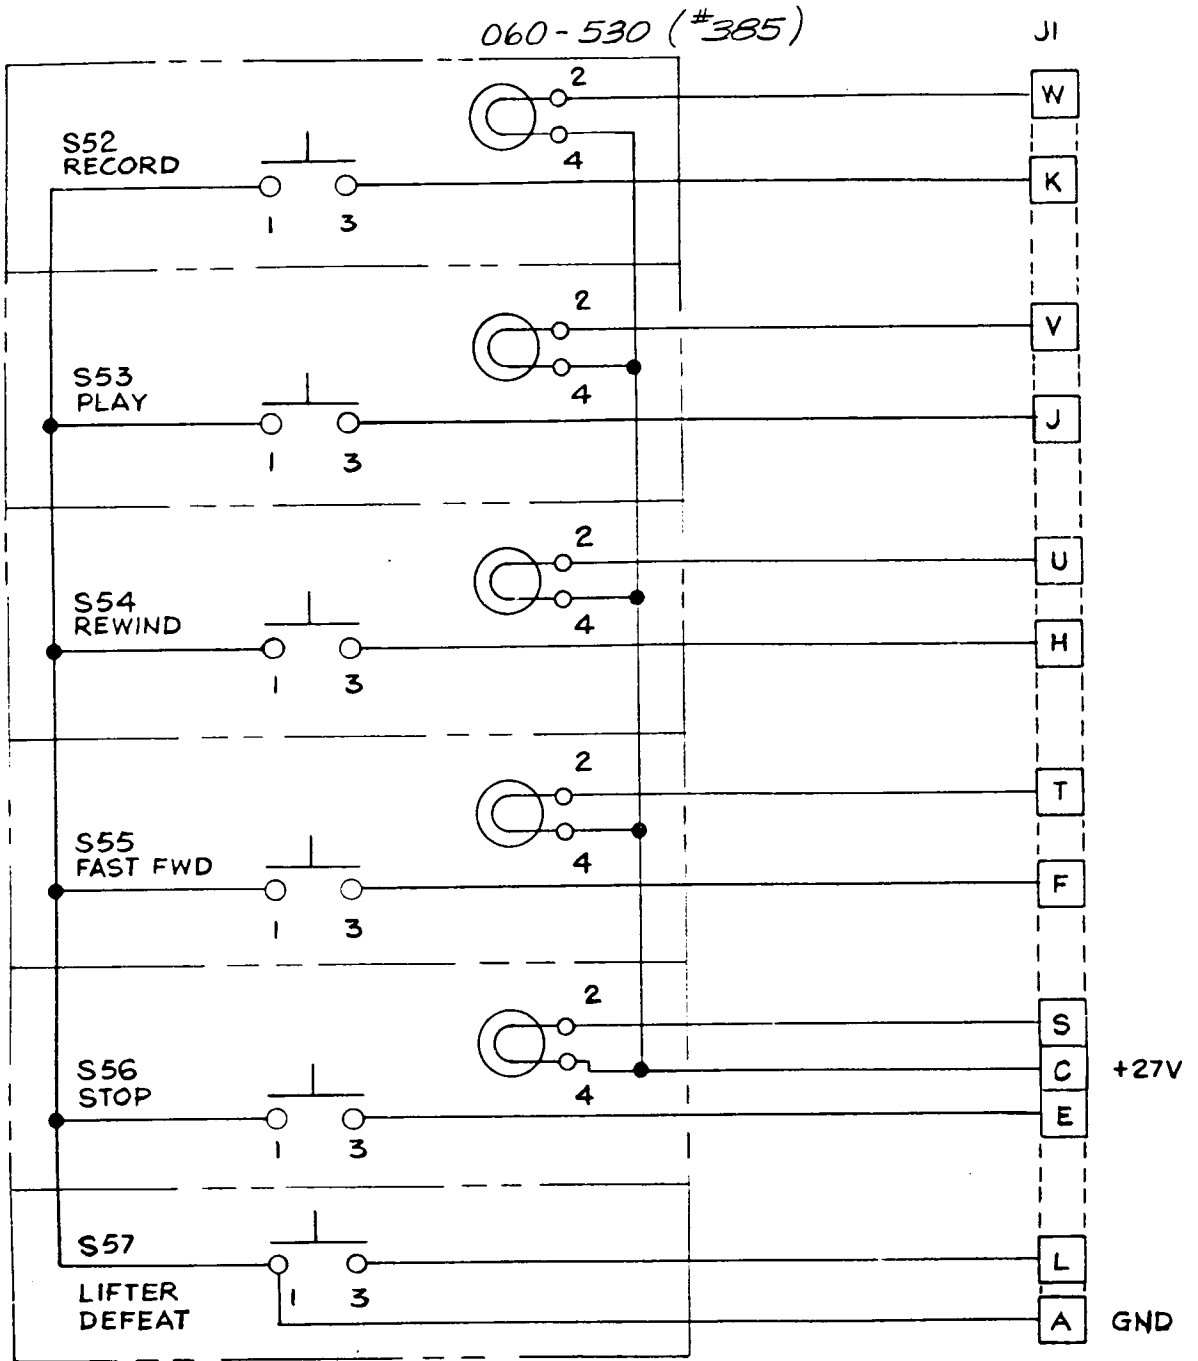 060-530 (#385)
J1
2
W
S52
RECORD
4
K
1 3
2
V
S53
PLAY
4
J
1 3
2
U
S54
REWIND
4
H
1 3
2
T
S55
FAST FWD
4
F
1 3
2
S
S56
STOP
C +27V
4
E
1 3
S57
L
LIFTER
DEFEAT
1 3
A GND